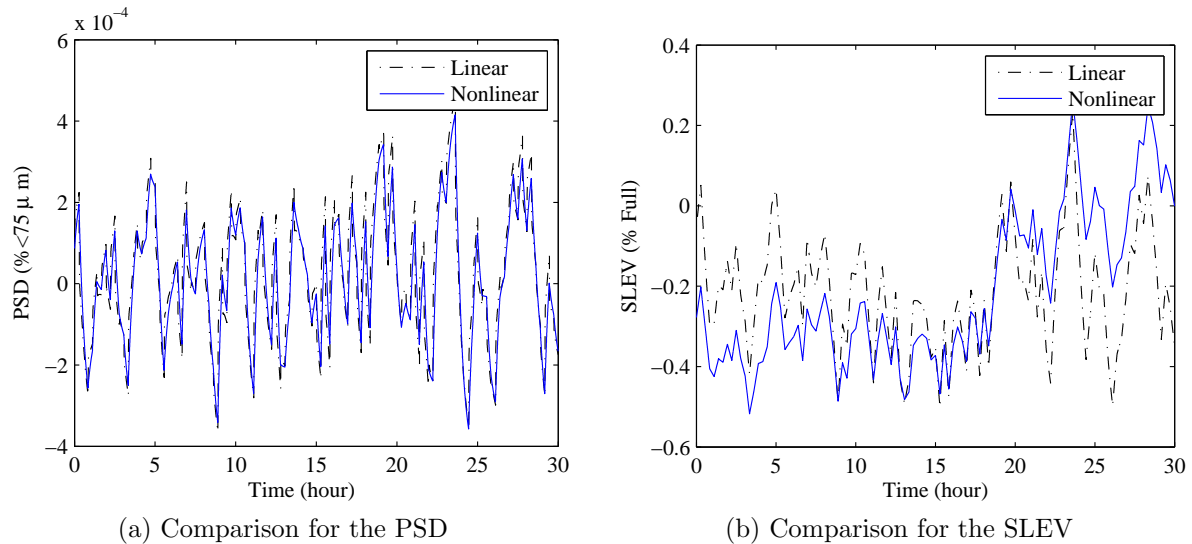 x 10⁻⁴
6
4
2
0
−2
−4
PSD (%<75 μ m)
Linear
Nonlinear
0 5 10 15 20 25 30
Time (hour)
(a) Comparison for the PSD
0.4
0.2
0
−0.2
−0.4
−0.6
SLEV (% Full)
Linear
Nonlinear
0 5 10 15 20 25 30
Time (hour)
(b) Comparison for the SLEV